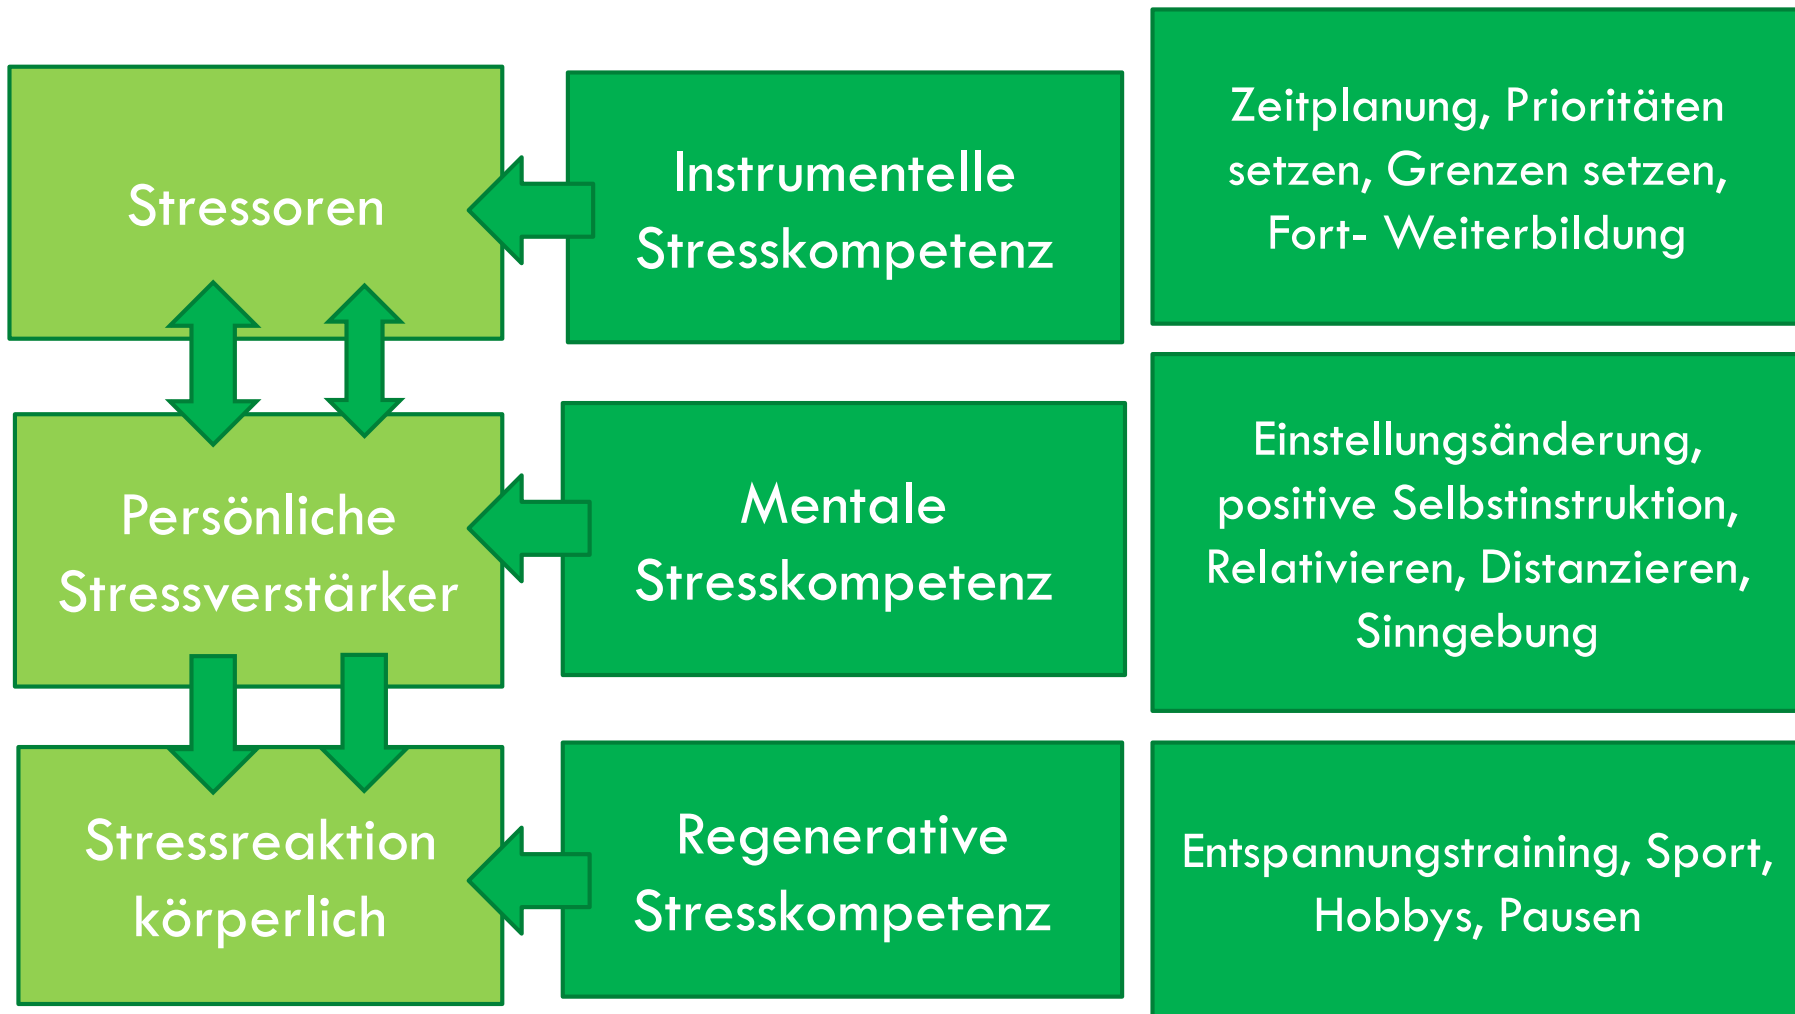 Stressoren
Instrumentelle
Stresskompetenz
Zeitplanung, Prioritäten
setzen, Grenzen setzen,
Fort- Weiterbildung
Persönliche
Stressverstärker
Mentale
Stresskompetenz
Einstellungsänderung,
positive Selbstinstruktion,
Relativieren, Distanzieren,
Sinngebung
Stressreaktion
körperlich
Regenerative
Stresskompetenz
Entspannungstraining, Sport,
Hobbys, Pausen